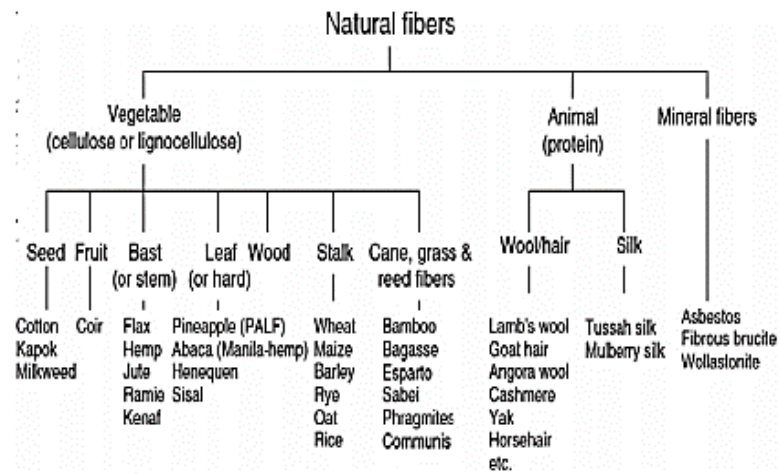 Natural fibers
Vegetable
(cellulose or lignocellulose)
Animal
(protein)
Mineral fibers
Seed
Fruit
Bast
(or stem)
Leaf
(or hard)
Wood
Stalk
Cane, grass &
reed fibers
Wool/hair
Silk
Cotton
Kapok
Milkweed
Coir
Flax
Hemp
Jute
Ramie
Kenaf
Pineapple (PALF)
Abaca (Manila-hemp)
Henequen
Sisal
Wheat
Maize
Barley
Rye
Oat
Rice
Bamboo
Bagasse
Esparto
Sabei
Phragmites
Communis
Lamb's wool
Goat hair
Angora wool
Cashmere
Yak
Horsehair
etc.
Tussah silk
Mulberry silk
Asbestos
Fibrous brucite
Wollastonite